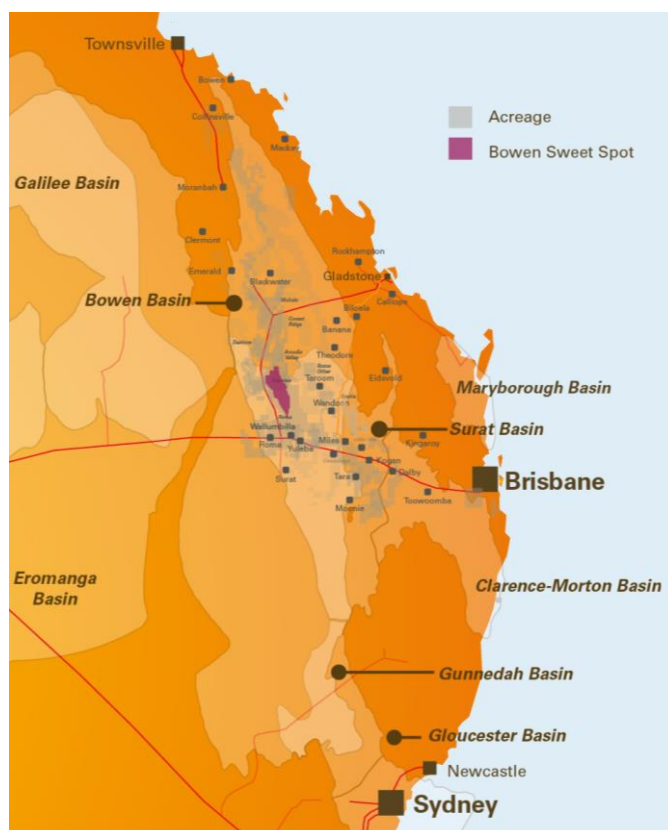 Townsville
Bowen
Collinsville
Acreage
Mackay
Bowen Sweet Spot
Galilee Basin
Moranbah
Clermont
Rockhampton
Emerald
Blackwater
Gladstone
Bowen Basin
Calliope
Biloela
Banana
Theodore
Taroom
Eidsvold
Maryborough Basin
Wandoan
Surat Basin
Wallumbilla
Roma
Yuleba
Miles
Kingaroy
Kogan
Surat
Tara
Dalby
Brisbane
Toowoomba
Moonie
Eromanga
Basin
Clarence-Morton Basin
Gunnedah Basin
Gloucester Basin
Newcastle
Sydney